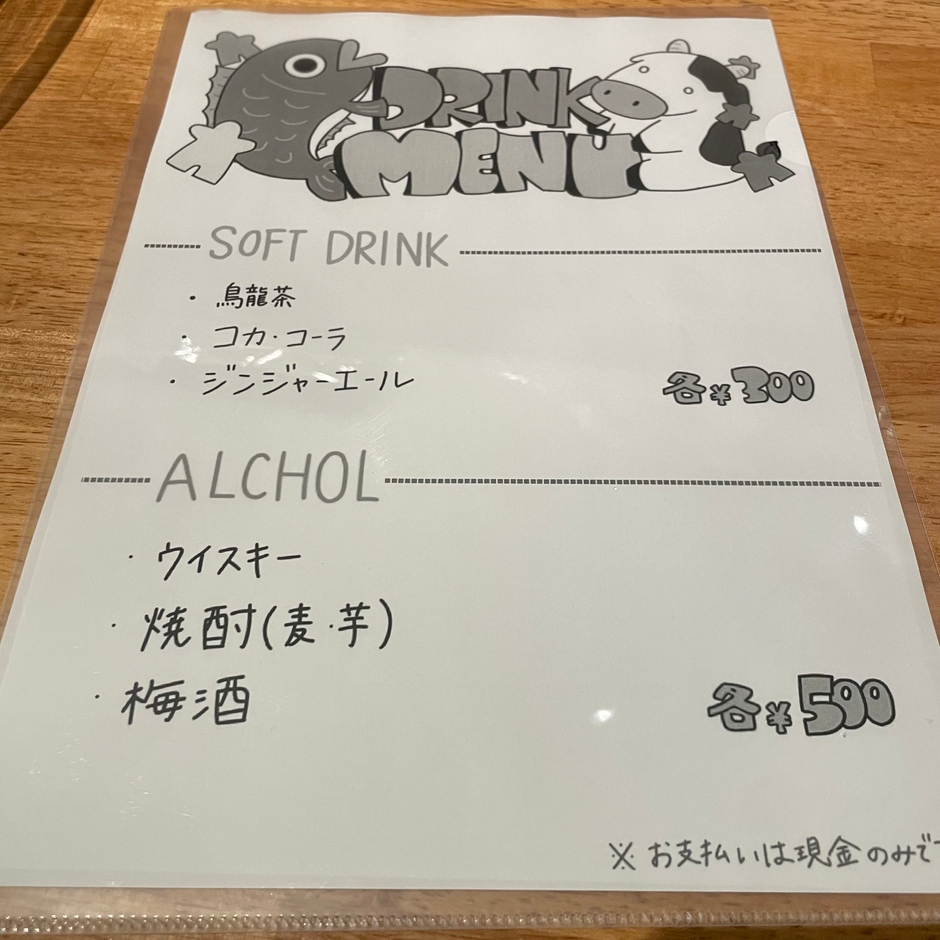 DRINK
MENU
SOFT DRINK
・烏龍茶
・コカ・コーラ
・ジンジャーエール
各¥300
ALCHOL
・ウイスキー
・焼酎(麦・芋)
・梅酒
各¥500
※お支払いは現金のみで